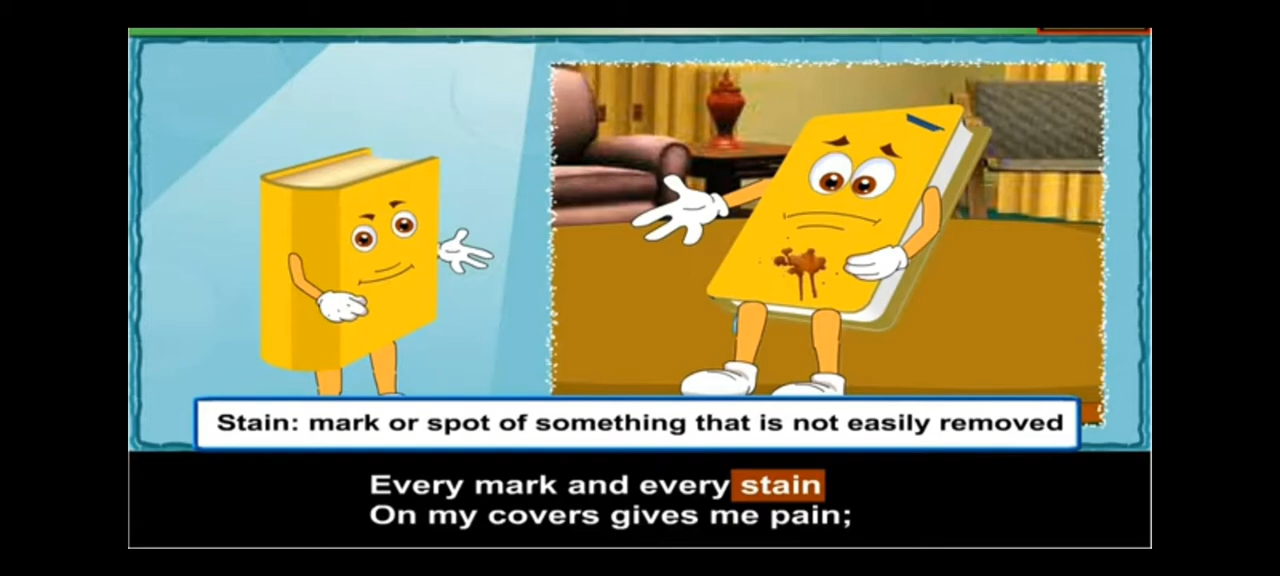 Stain: mark or spot of something that is not easily removed
Every mark and every stain
On my covers gives me pain;